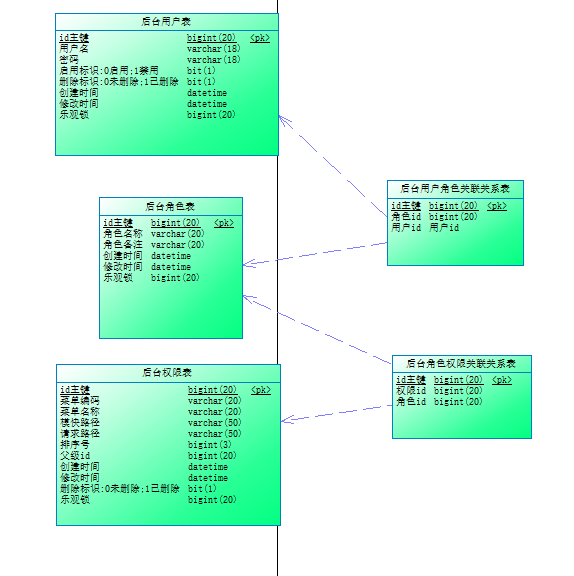 后台用户表
id主键 bigint(20) <pk>
用户名 varchar(18)
密码 varchar(18)
启用标识:0启用;1禁用 bit(1)
删除标识:0未删除;1已删除 bit(1)
创建时间 datetime
修改时间 datetime
乐观锁 bigint(20)
后台用户角色关联关系表
id主键 bigint(20) <pk>
角色id bigint(20)
用户id 用户id
后台角色表
id主键 bigint(20) <pk>
角色名称 varchar(20)
角色备注 varchar(20)
创建时间 datetime
修改时间 datetime
乐观锁 bigint(20)
后台角色权限关联关系表
id主键 bigint(20) <pk>
权限id bigint(20)
角色id bigint(20)
后台权限表
id主键 bigint(20) <pk>
菜单编码 varchar(20)
菜单名称 varchar(20)
模快路径 varchar(50)
请求路径 varchar(50)
排序号 bigint(3)
父级id bigint(20)
创建时间 datetime
修改时间 datetime
删除标识:0未删除;1已删除 bit(1)
乐观锁 bigint(20)